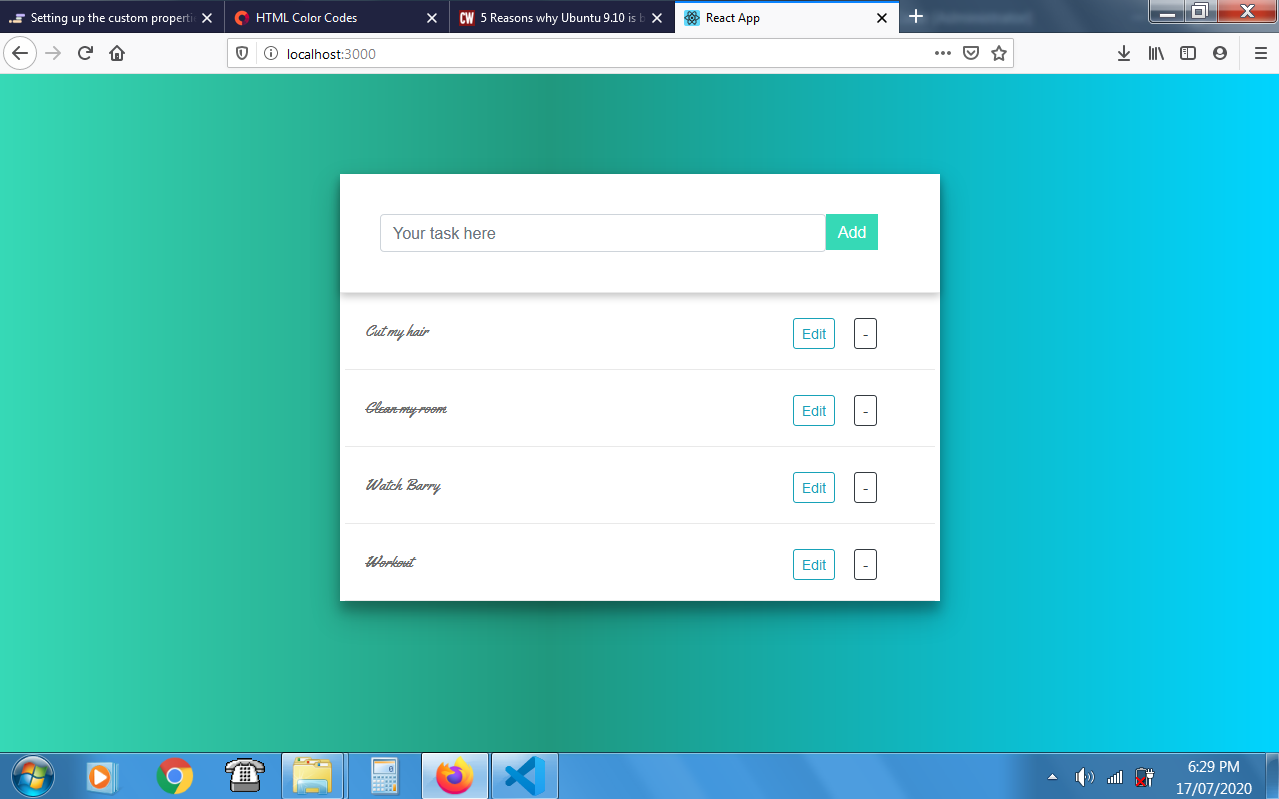 Setting up the custom properti
HTML Color Codes
CW 5 Reasons why Ubuntu 9.10 is b
React App
localhost:3000
Your task here
Add
Cut my hair
Edit -
Clean my room
Edit -
Watch Barry
Edit -
Workout
Edit -
6:29 PM
17/07/2020